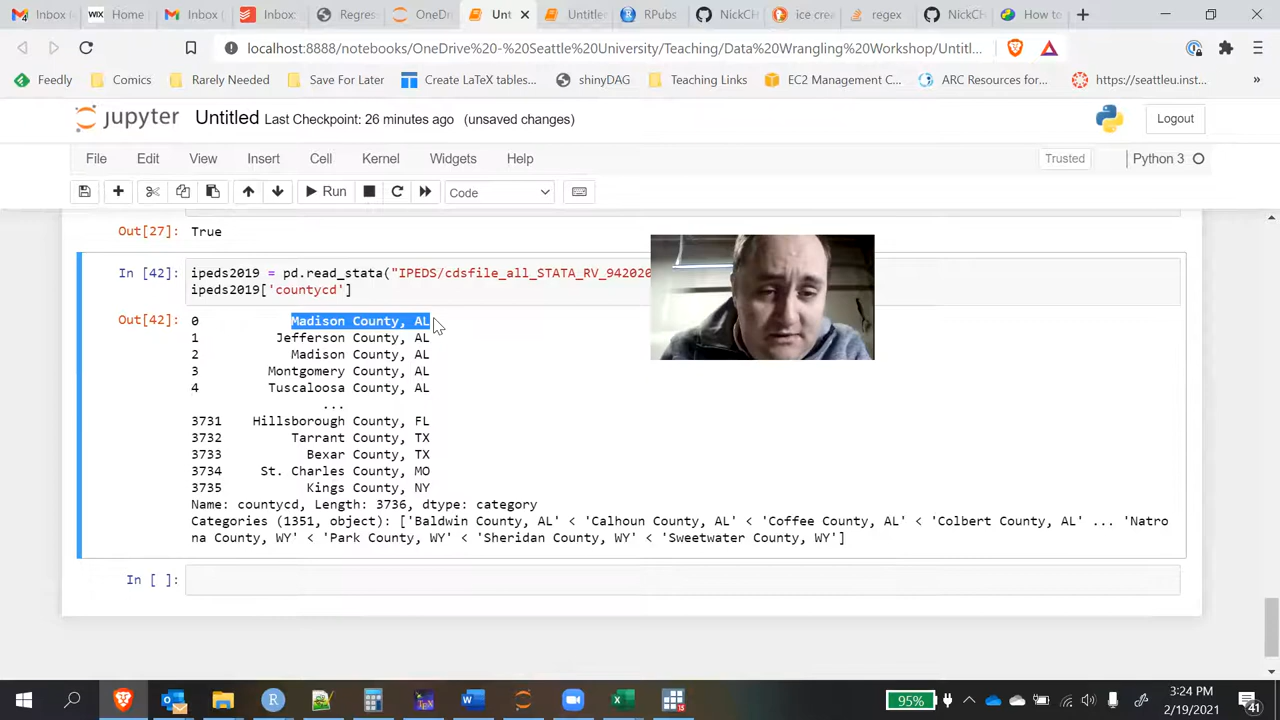 Inbox (
Home
Inbox (
Inbox:
Regres
OneDr
Unt
Untitle
RPubs
NickCH
ice cre
regex
NickCH
How to
localhost:8888/notebooks/OneDrive%20-%20Seattle%20University/Teaching/Data%20Wrangling%20Workshop/Untitl...
Feedly
Comics
Rarely Needed
Save For Later
Create LaTeX tables...
shinyDAG
Teaching Links
EC2 Management C...
ARC Resources for...
https://seattleu.inst...
»
jupyter
Untitled Last Checkpoint: 26 minutes ago (unsaved changes)
Logout
File Edit View Insert Cell Kernel Widgets Help
Trusted
Python 3
Run
Code
Out[27]: True
In [42]: ipeds2019 = pd.read_stata("IPEDS/cdsfile_all_STATA_RV_942020
ipeds2019['countycd']
Out[42]: 0 Madison County, AL
1 Jefferson County, AL
2 Madison County, AL
3 Montgomery County, AL
4 Tuscaloosa County, AL
...
3731 Hillsborough County, FL
3732 Tarrant County, TX
3733 Bexar County, TX
3734 St. Charles County, MO
3735 Kings County, NY
Name: countycd, Length: 3736, dtype: category
Categories (1351, object): ['Baldwin County, AL' < 'Calhoun County, AL' < 'Coffee County, AL' < 'Colbert County, AL' ... 'Natro
na County, WY' < 'Park County, WY' < 'Sheridan County, WY' < 'Sweetwater County, WY']
In [ ]:
95%
3:24 PM
2/19/2021
41